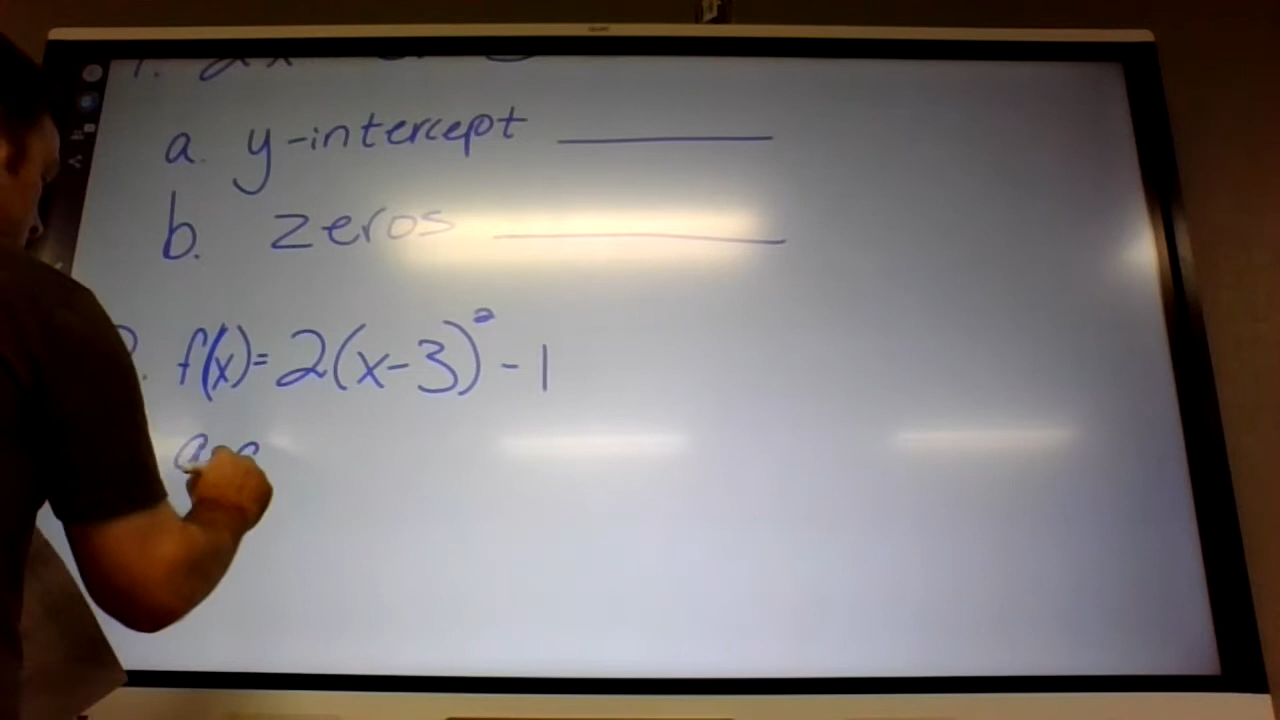 a. y-intercept
b. zeros
f(x)= 2(x-3)² - 1
a.